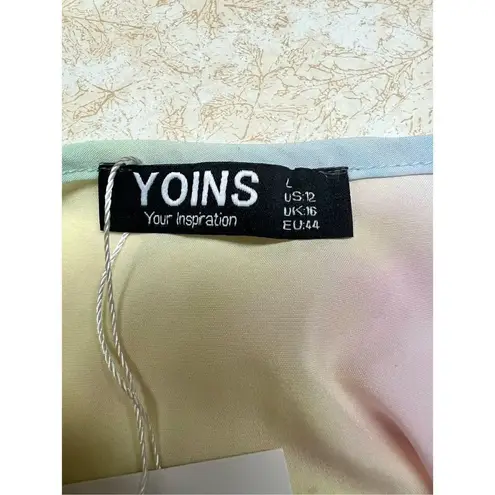 YOINS
Your Inspiration
L
US:12
UK:16
EU:44